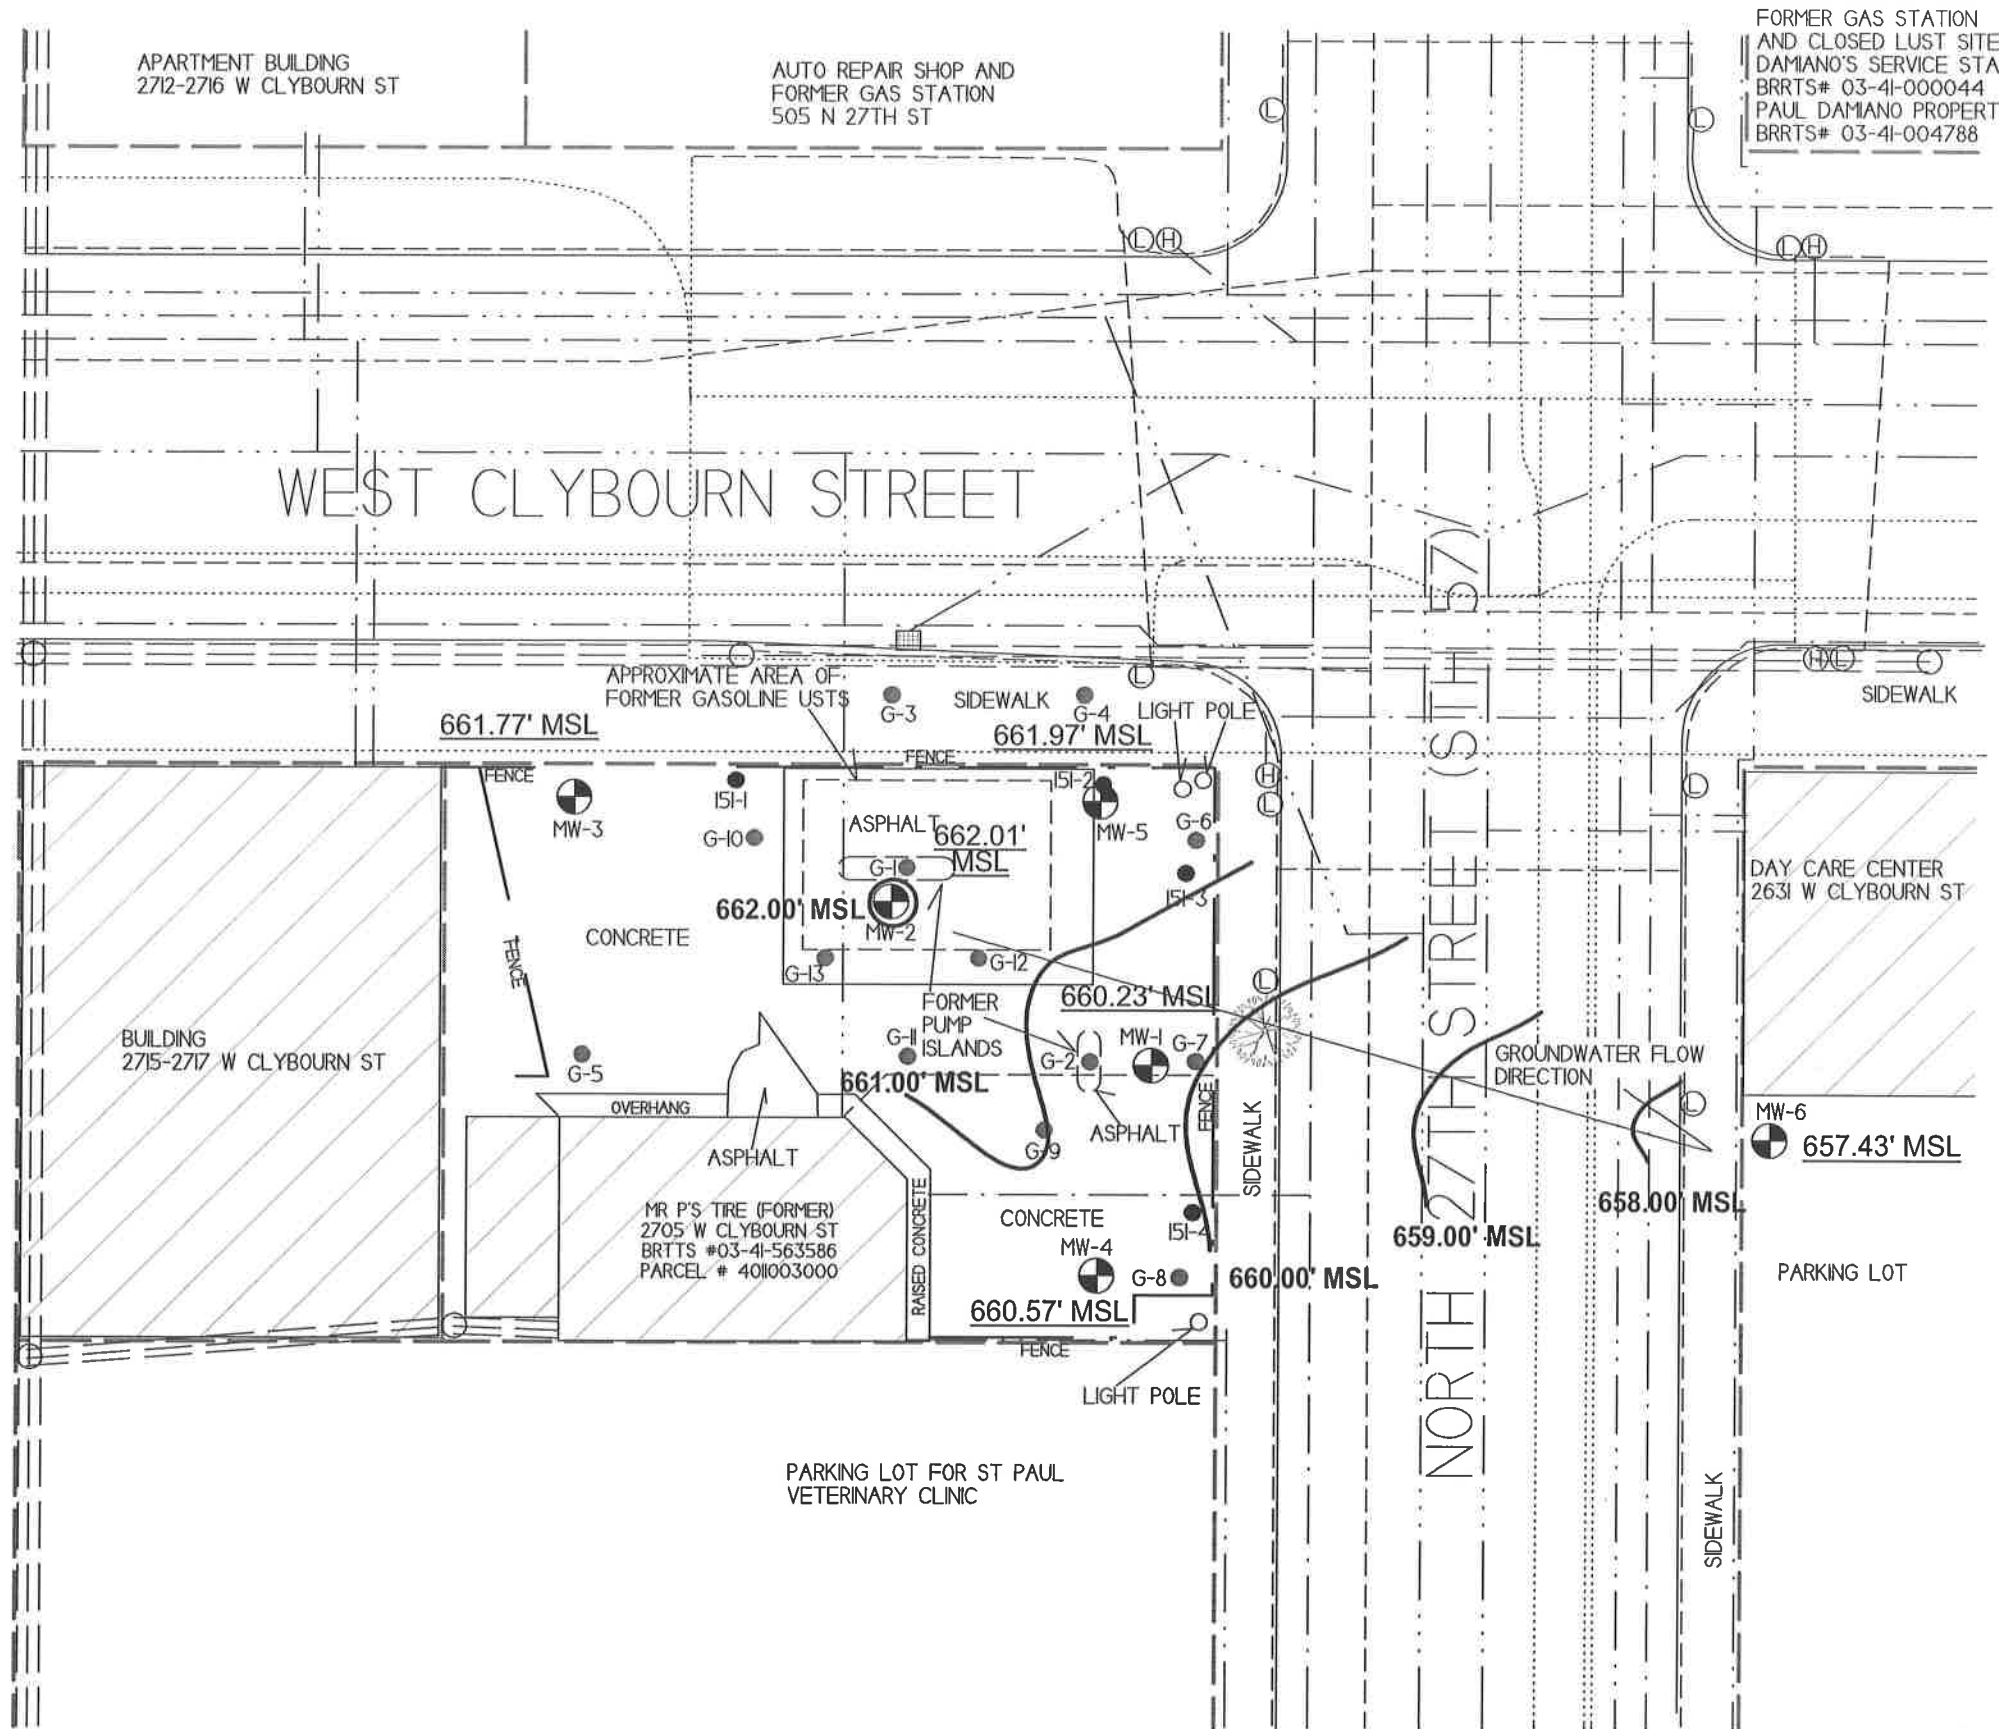 FORMER GAS STATION
AND CLOSED LUST SITE
DAMIANO'S SERVICE STA
BRRTS# 03-41-000044
PAUL DAMIANO PROPERT
BRRTS# 03-41-004788
APARTMENT BUILDING
2712-2716 W CLYBOURN ST
AUTO REPAIR SHOP AND
FORMER GAS STATION
505 N 27TH ST
L
L
L H
L H
WEST CLYBOURN STREET
NORTH 27TH STREET (STH 57)
APPROXIMATE AREA OF
FORMER GASOLINE USTS
G-3
SIDEWALK
G-4
L
LIGHT POLE
H L
SIDEWALK
661.77' MSL
661.97' MSL
FENCE
FENCE
MW-3
151-1
151-2
MW-5
H
L
L
G-10
ASPHALT
662.01'
MSL
G-6
G-1
151-3
662.00' MSL
MW-2
DAY CARE CENTER
2631 W CLYBOURN ST
CONCRETE
FENCE
G-13
G-12
L
660.23' MSL
FORMER
PUMP
ISLANDS
G-11
G-2
MW-1
G-7
BUILDING
2715-2717 W CLYBOURN ST
G-5
661.00' MSL
GROUNDWATER FLOW
DIRECTION
OVERHANG
FENCE
L
MW-6
657.43' MSL
ASPHALT
G-9
ASPHALT
SIDEWALK
MR P'S TIRE (FORMER)
2705 W CLYBOURN ST
BRTTS #03-41-563586
PARCEL # 4011003000
RAISED CONCRETE
CONCRETE
151-4
MW-4
G-8
660.00' MSL
659.00' MSL
658.00' MSL
PARKING LOT
660.57' MSL
FENCE
LIGHT POLE
PARKING LOT FOR ST PAUL
VETERINARY CLINIC
SIDEWALK